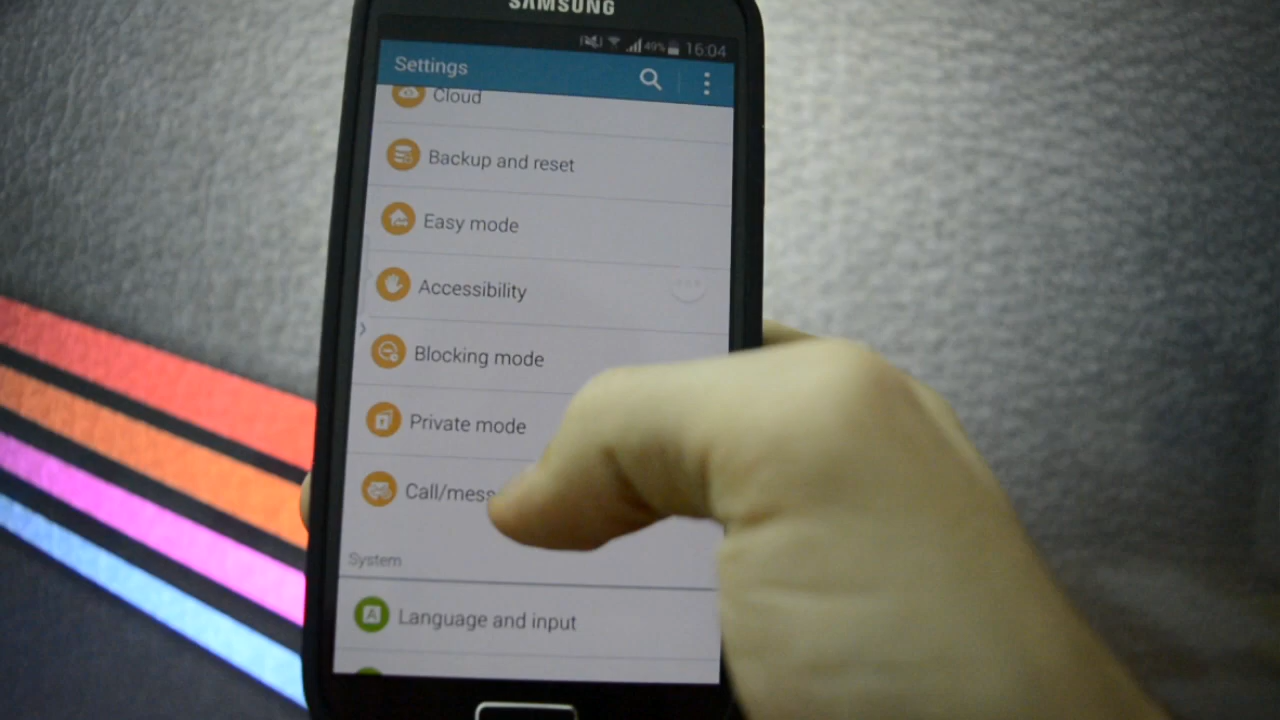 SAMSUNG
49% 16:04
Settings
Cloud
Backup and reset
Easy mode
Accessibility
Blocking mode
Private mode
Call/mess
System
A Language and input